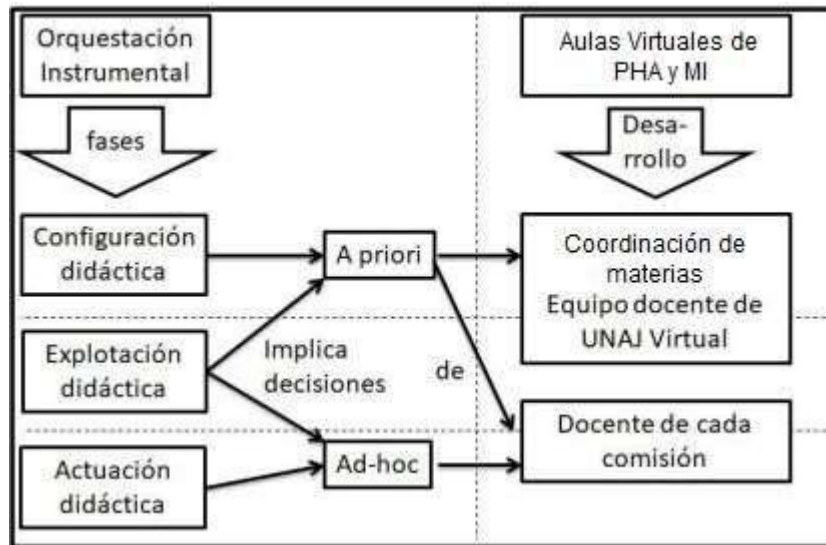 Orquestación
Instrumental
Aulas Virtuales de
PHA y MI
fases
Desa-
rrollo
Configuración
didáctica
A priori
Coordinación de
materias
Equipo docente de
UNAJ Virtual
Explotación
didáctica
Implica
decisiones
de
Actuación
didáctica
Ad-hoc
Docente de cada
comisión